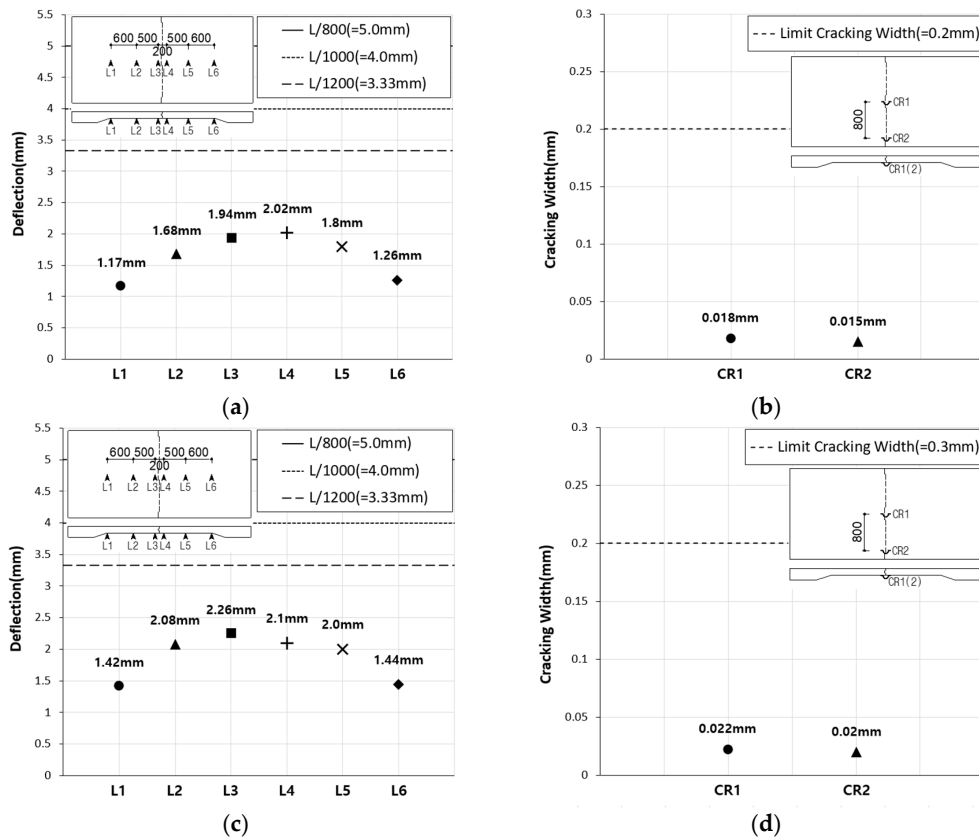 Deflection(mm)
5.5
5
4.5
4
3.5
3
2.5
2
1.5
1
0.5
0
600 500 500 600
200
L1 L2 L3 L4 L5 L6
L1 L2 L3 L4 L5 L6
L/800(=5.0mm)
L/1000(=4.0mm)
L/1200(=3.33mm)
1.17mm
1.68mm
1.94mm
2.02mm
1.8mm
1.26mm
L1 L2 L3 L4 L5 L6
(a)
Cracking Width(mm)
0.3
0.25
0.2
0.15
0.1
0.05
0
Limit Cracking Width(=0.2mm)
800
CR1
CR2
CR1(2)
0.018mm
0.015mm
CR1 CR2
(b)
Deflection(mm)
5.5
5
4.5
4
3.5
3
2.5
2
1.5
1
0.5
0
600 500 500 600
200
L1 L2 L3 L4 L5 L6
L1 L2 L3 L4 L5 L6
L/800(=5.0mm)
L/1000(=4.0mm)
L/1200(=3.33mm)
1.42mm
2.08mm
2.26mm
2.1mm
2.0mm
1.44mm
L1 L2 L3 L4 L5 L6
(c)
Cracking Width(mm)
0.3
0.25
0.2
0.15
0.1
0.05
0
Limit Cracking Width(=0.3mm)
800
CR1
CR2
CR1(2)
0.022mm
0.02mm
CR1 CR2
(d)